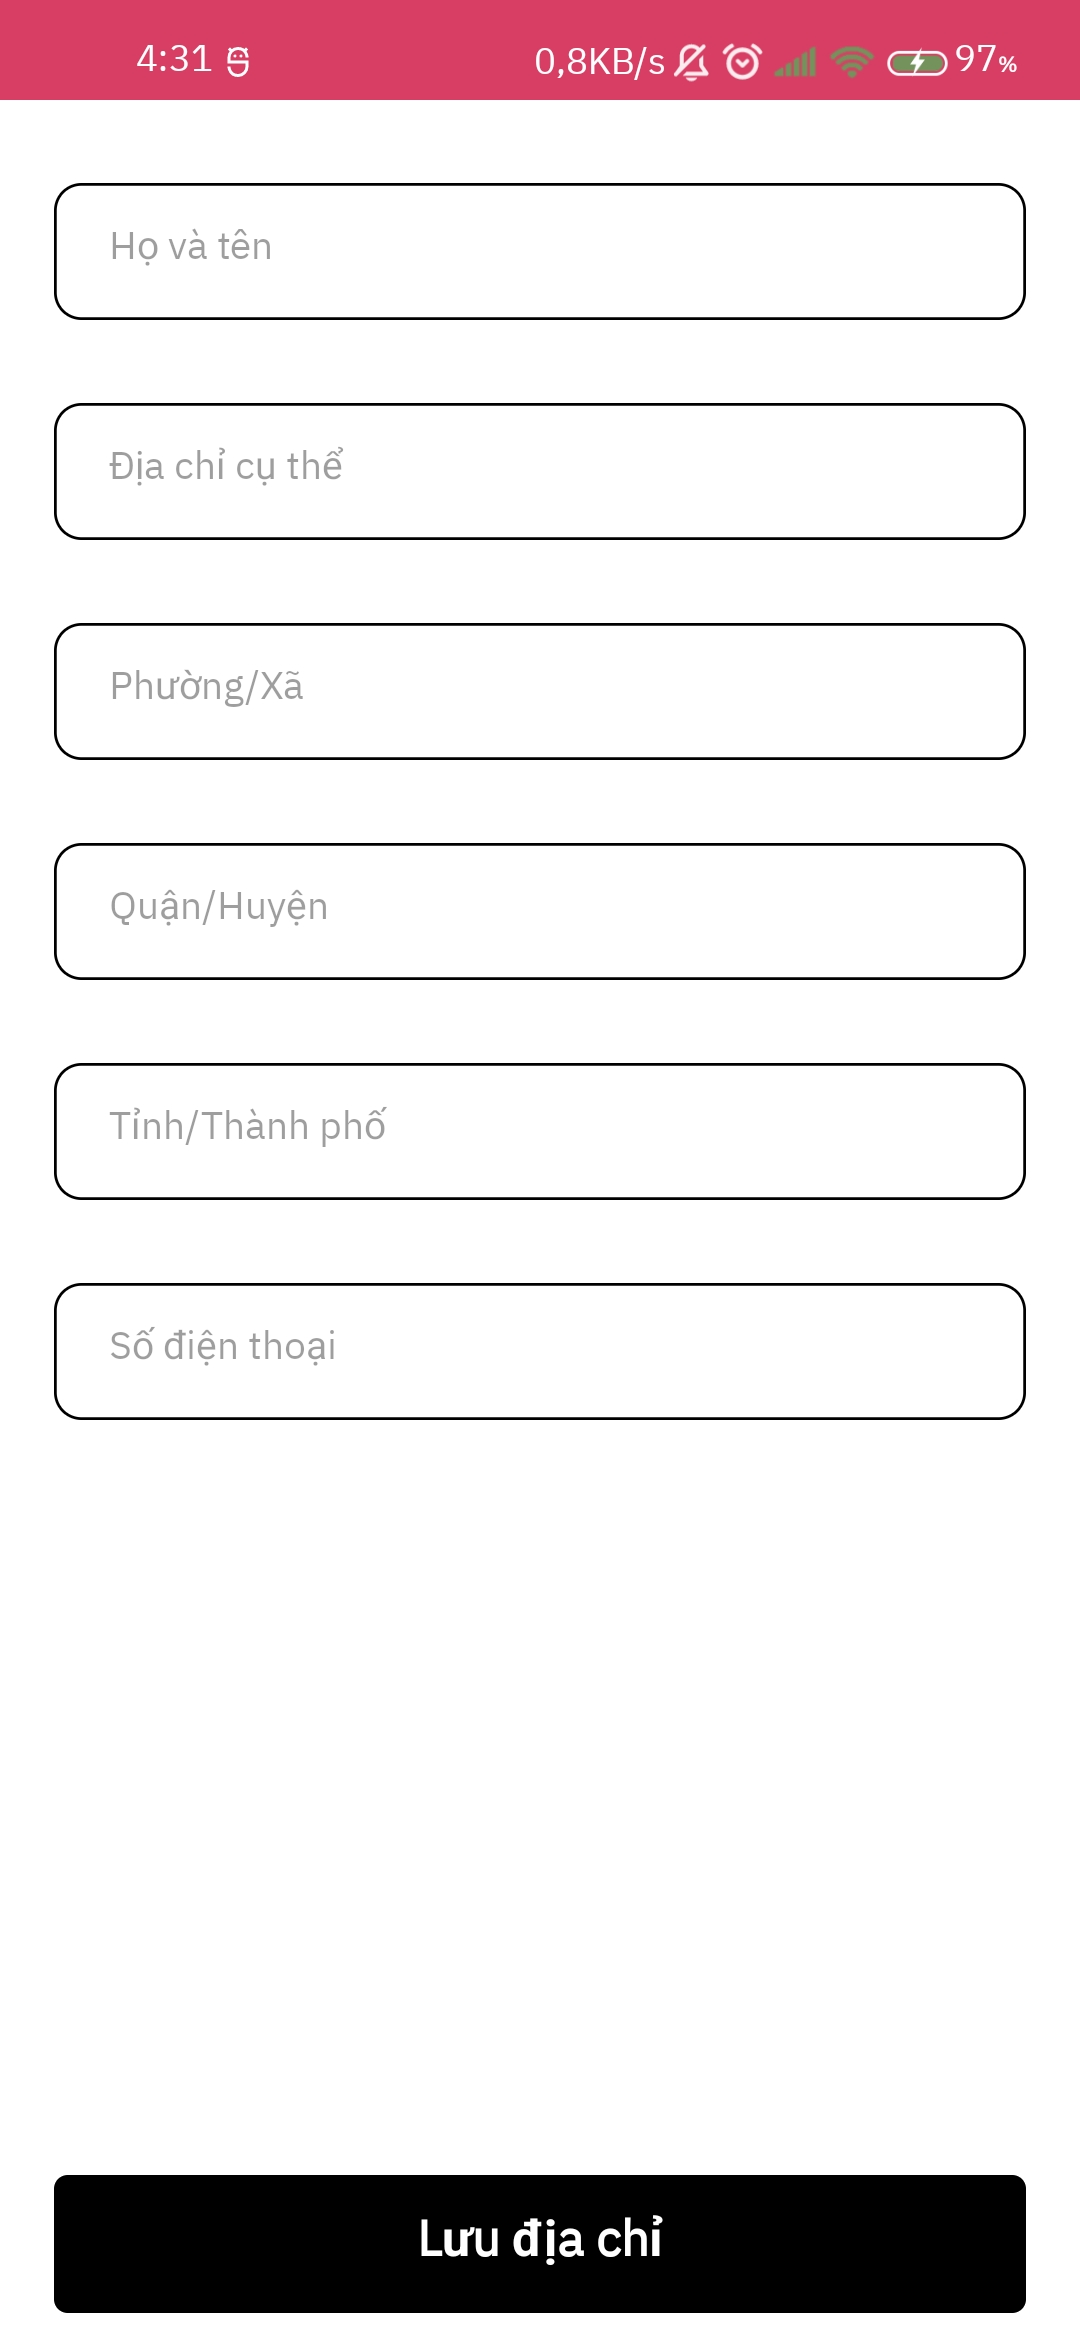 4:31 0,8KB/s 97%
Họ và tên
Địa chỉ cụ thể
Phường/Xã
Quận/Huyện
Tỉnh/Thành phố
Số điện thoại
Lưu địa chỉ